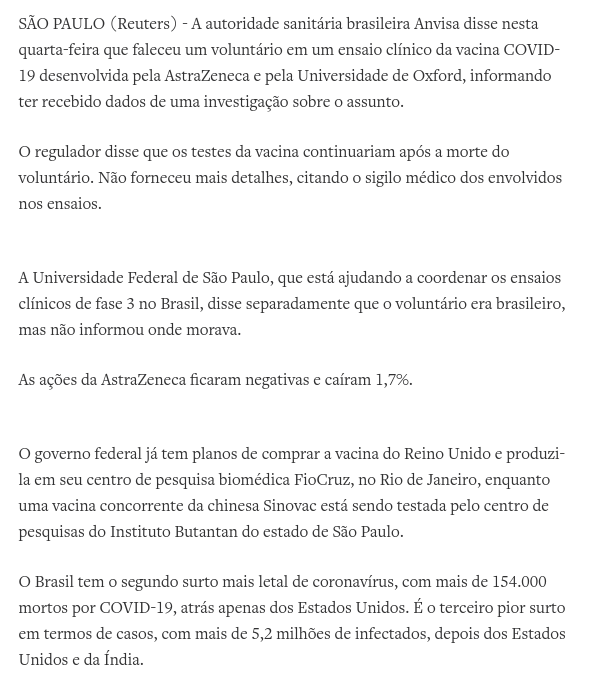 SÃO PAULO (Reuters) - A autoridade sanitária brasileira Anvisa disse nesta
quarta-feira que faleceu um voluntário em um ensaio clínico da vacina COVID-
19 desenvolvida pela AstraZeneca e pela Universidade de Oxford, informando
ter recebido dados de uma investigação sobre o assunto.
O regulador disse que os testes da vacina continuariam após a morte do
voluntário. Não forneceu mais detalhes, citando o sigilo médico dos envolvidos
nos ensaios.
A Universidade Federal de São Paulo, que está ajudando a coordenar os ensaios
clínicos de fase 3 no Brasil, disse separadamente que o voluntário era brasileiro,
mas não informou onde morava.
As ações da AstraZeneca ficaram negativas e caíram 1,7%.
O governo federal já tem planos de comprar a vacina do Reino Unido e produzi-
la em seu centro de pesquisa biomédica FioCruz, no Rio de Janeiro, enquanto
uma vacina concorrente da chinesa Sinovac está sendo testada pelo centro de
pesquisas do Instituto Butantan do estado de São Paulo.
O Brasil tem o segundo surto mais letal de coronavírus, com mais de 154.000
mortos por COVID-19, atrás apenas dos Estados Unidos. É o terceiro pior surto
em termos de casos, com mais de 5,2 milhões de infectados, depois dos Estados
Unidos e da Índia.